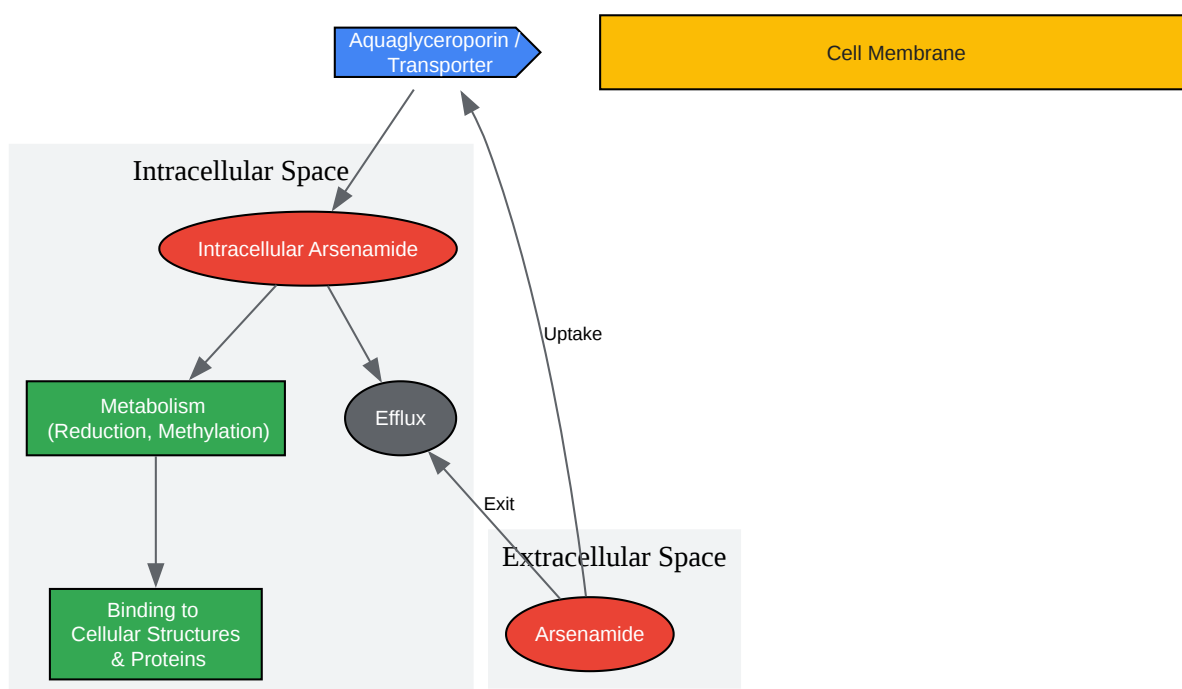 Aquaglyceroporin /
Transporter
Cell Membrane
Intracellular Space
Intracellular Arsenamide
Uptake
Metabolism
(Reduction, Methylation)
Efflux
Exit
Extracellular Space
Binding to
Cellular Structures
& Proteins
Arsenamide